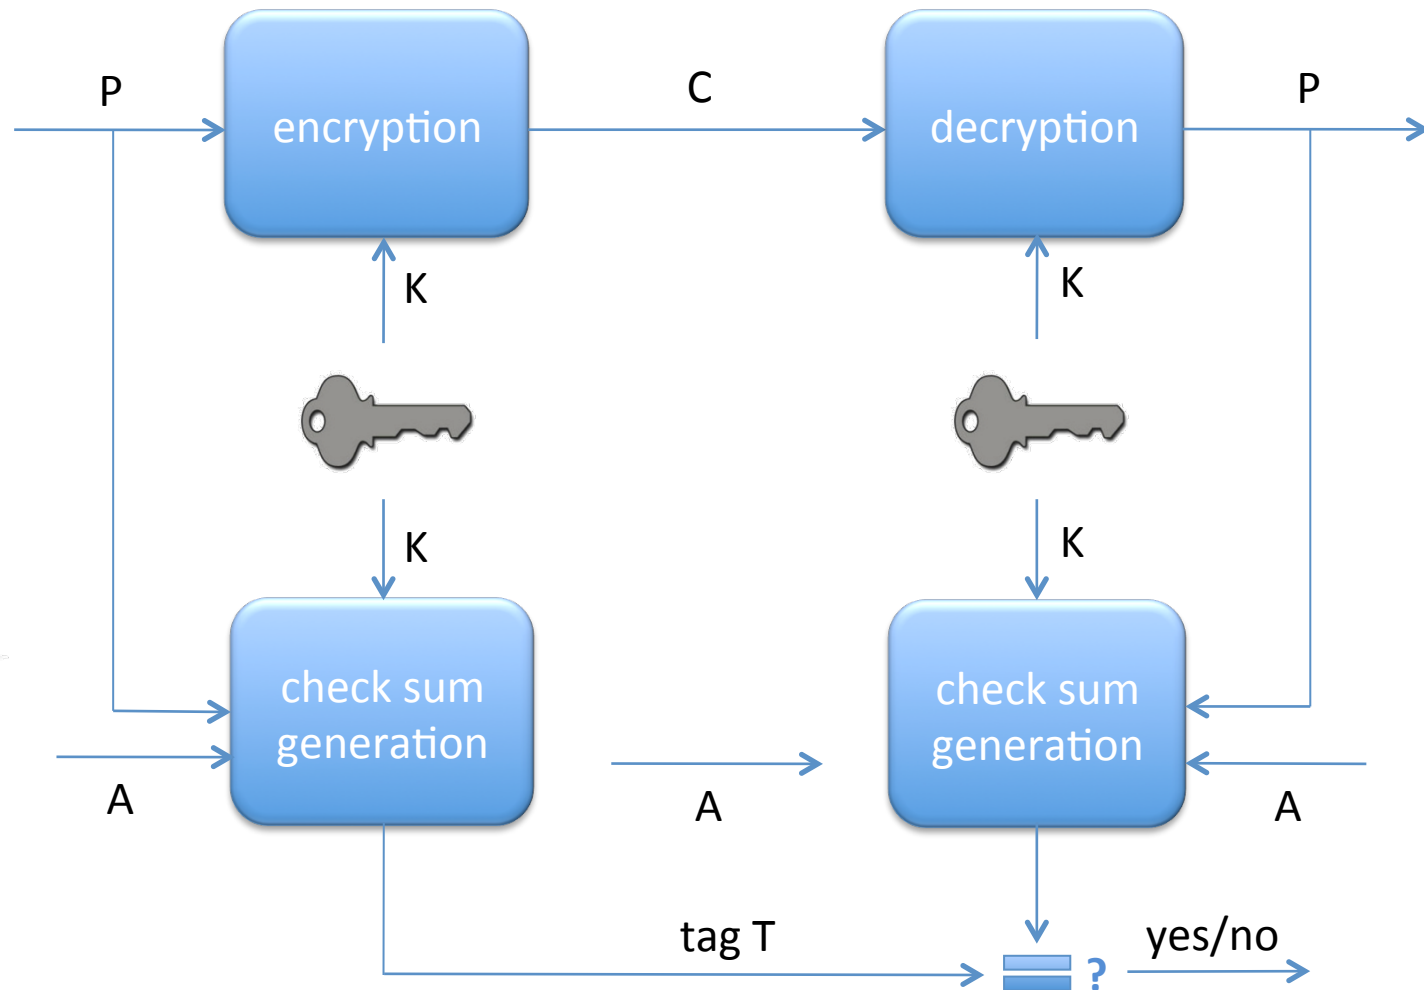 P
C
P
encryption
decryption
K
K
K
K
check sum
generation
check sum
generation
A
A
A
tag T
yes/no
?